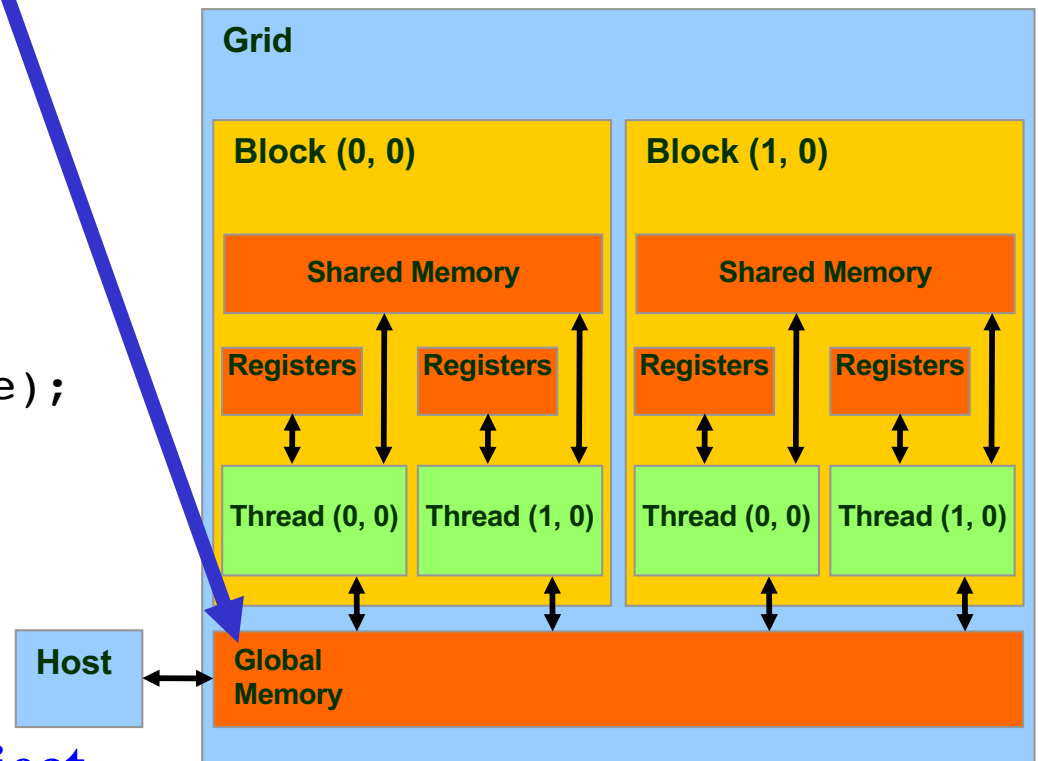 Grid
Block (0, 0)
Block (1, 0)
Shared Memory
Shared Memory
e);
Registers
Registers
Registers
Registers
Thread (0, 0)
Thread (1, 0)
Thread (0, 0)
Thread (1, 0)
Host
Global
Memory